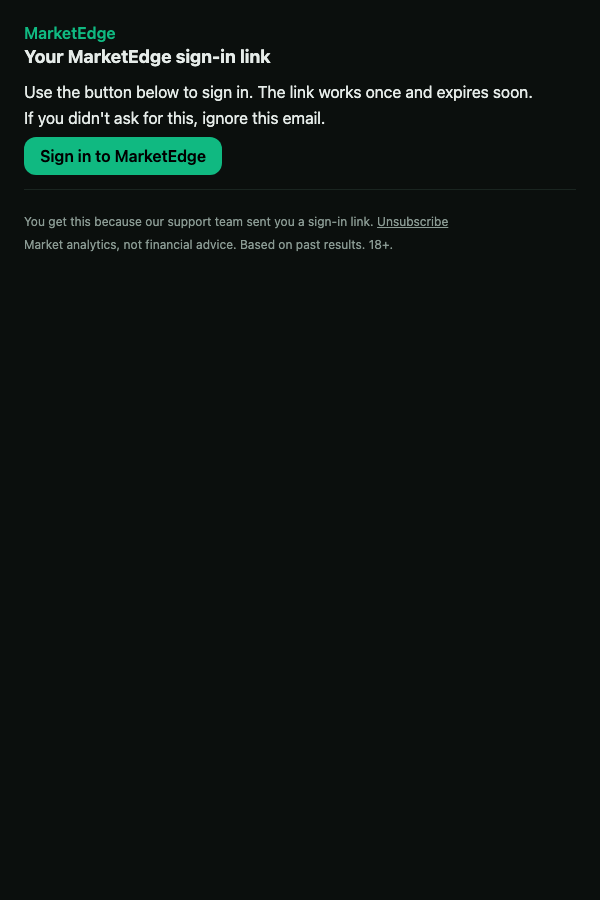 MarketEdge
Your MarketEdge sign-in link
Use the button below to sign in. The link works once and expires soon.
If you didn't ask for this, ignore this email.
Sign in to MarketEdge
You get this because our support team sent you a sign-in link. Unsubscribe
Market analytics, not financial advice. Based on past results. 18+.